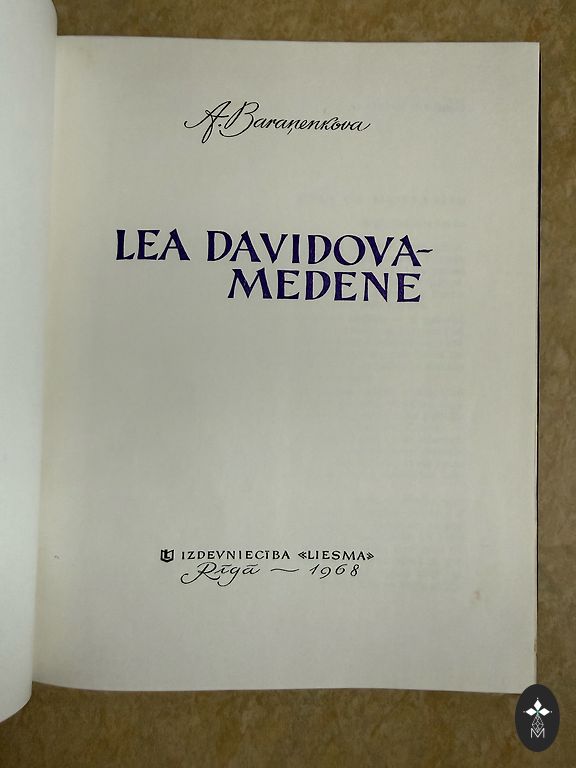 A. Baraņenkova
LEA DAVIDOVA-
MEDENE
IZDEVNIECĪBA «LIESMA»
Rīgā — 1968
M